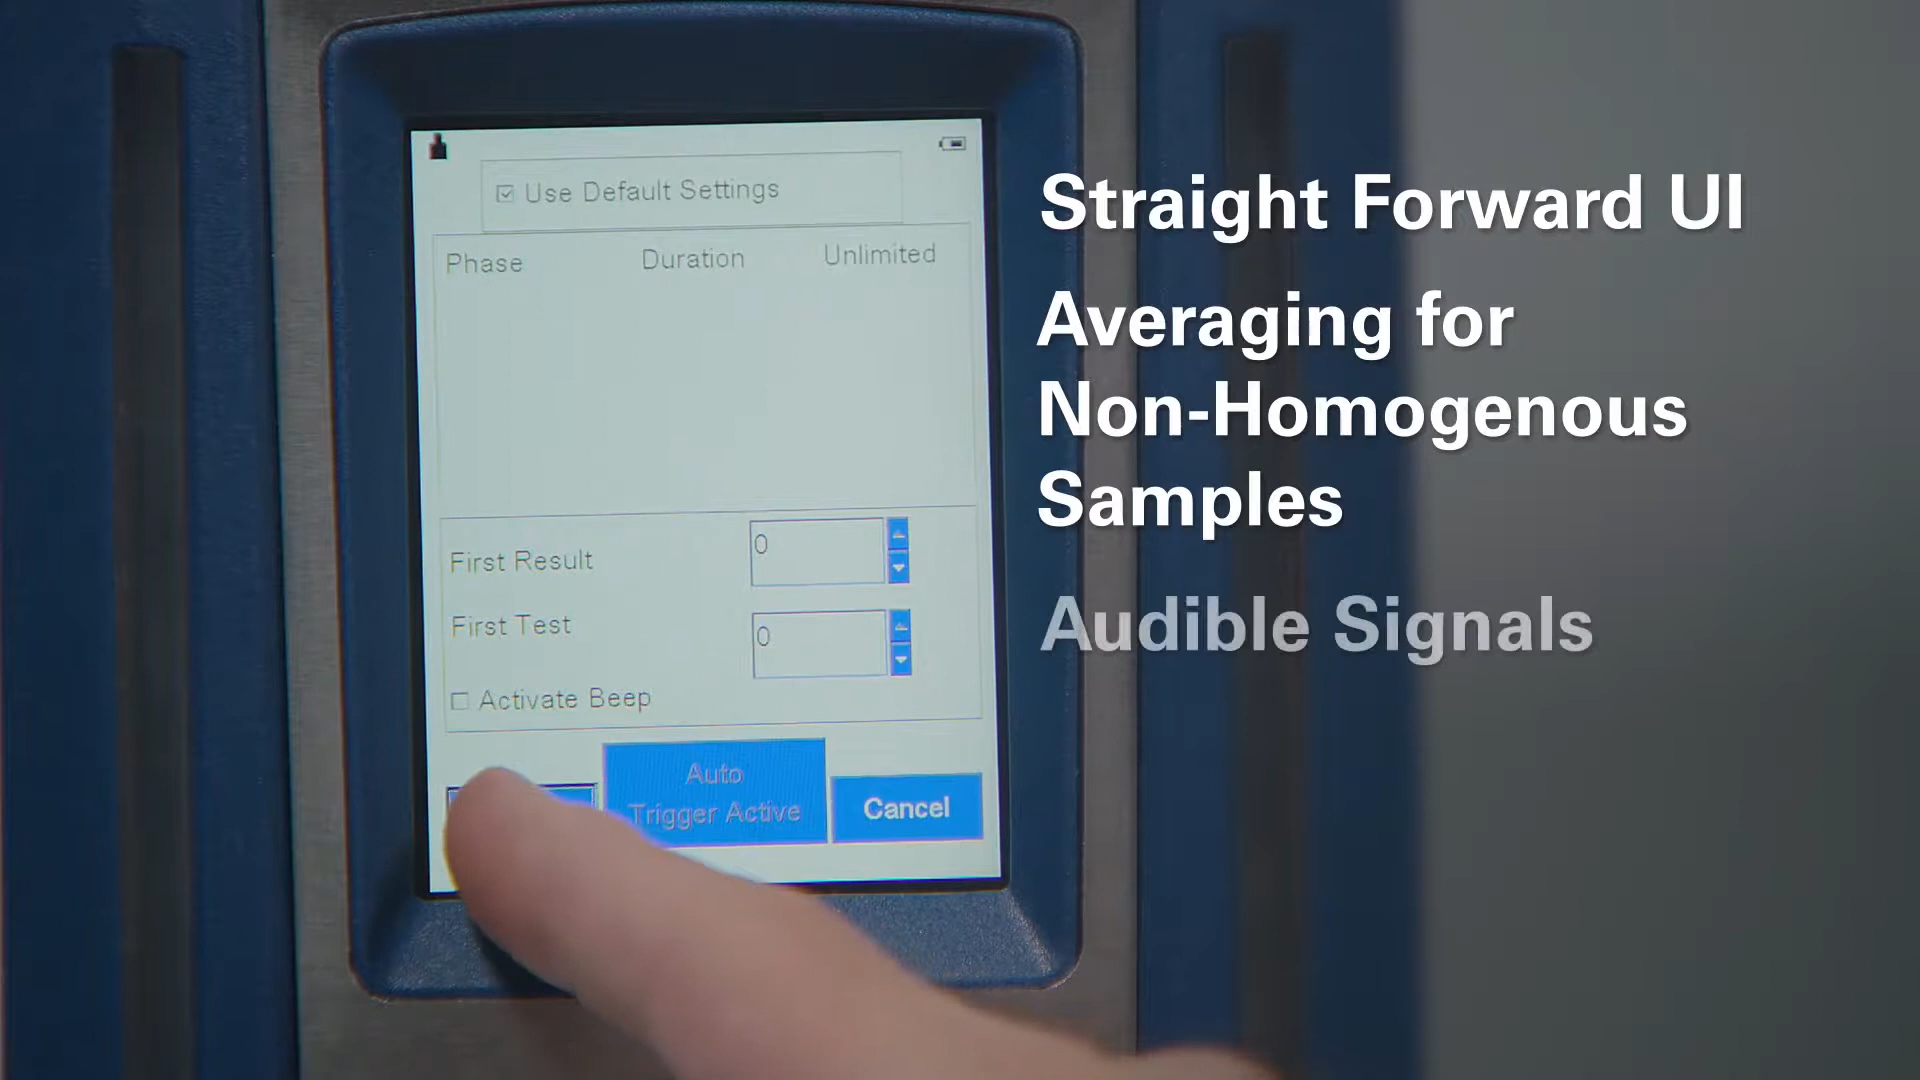 Use Default Settings
Phase Duration Unlimited
First Result 0
First Test 0
Activate Beep
Auto
Trigger Active
Cancel
Straight Forward UI
Averaging for
Non-Homogenous
Samples
Audible Signals